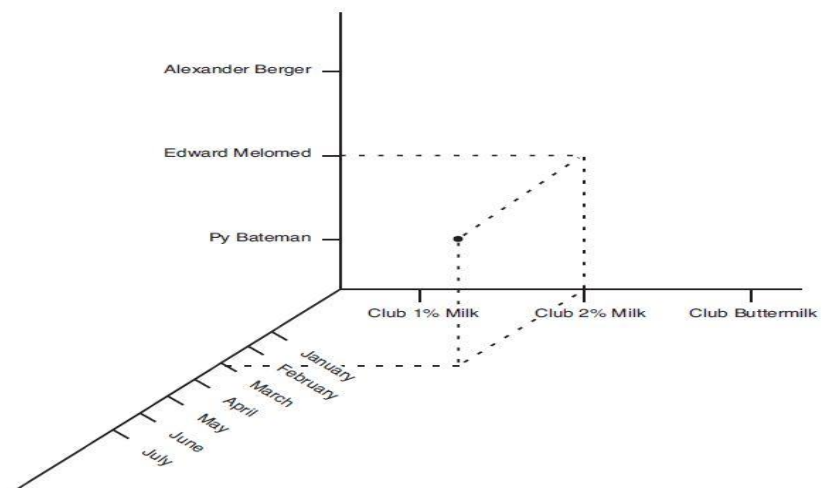 Alexander Berger
Edward Melomed
Py Bateman
Club 1% Milk
Club 2% Milk
Club Buttermilk
January
February
March
April
May
June
July